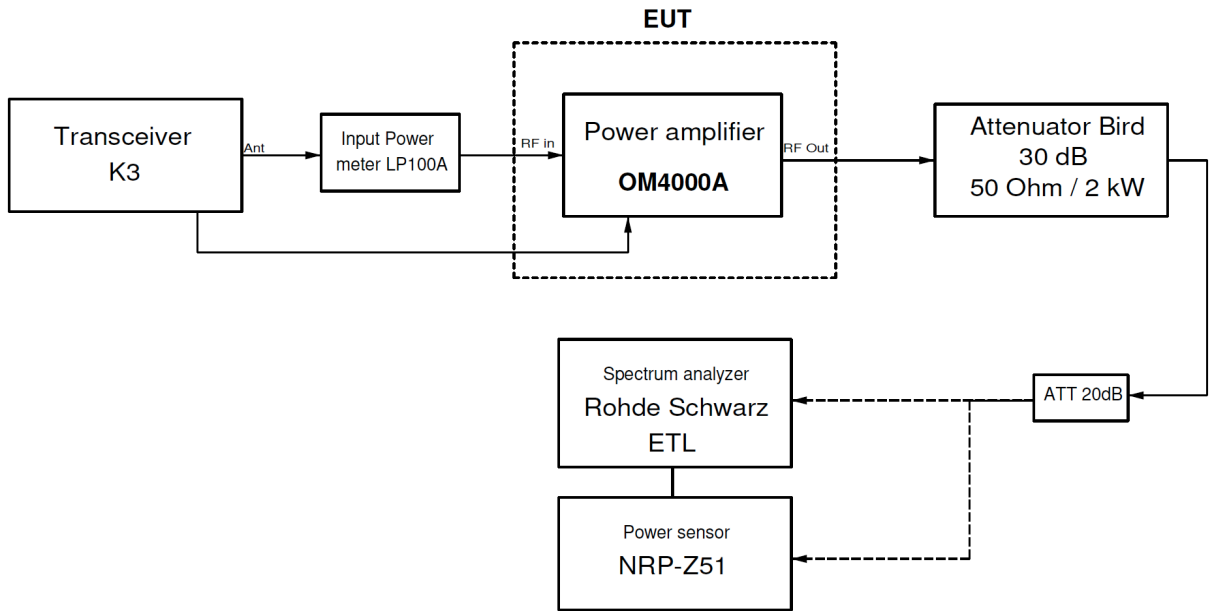 EUT
Transceiver
K3
Ant
Input Power
meter LP100A
RF in
Power amplifier
OM4000A
RF Out
Attenuator Bird
30 dB
50 Ohm / 2 kW
Spectrum analyzer
Rohde Schwarz
ETL
ATT 20dB
Power sensor
NRP-Z51